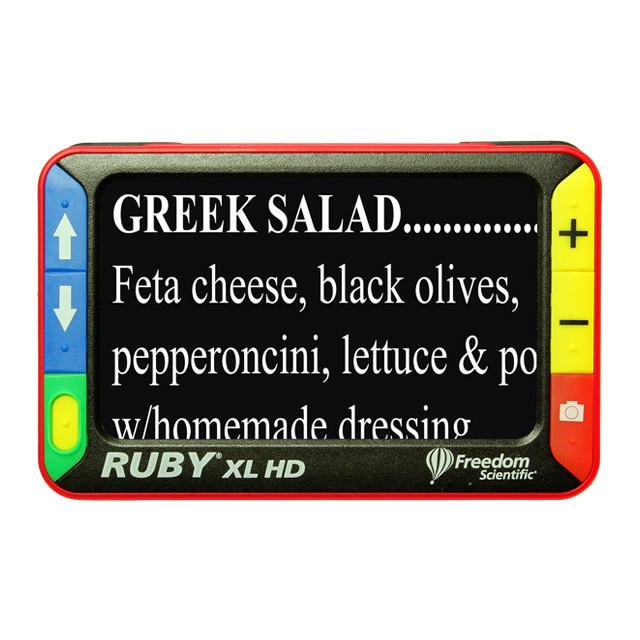 GREEK SALAD..............
Feta cheese, black olives,
pepperoncini, lettuce & po
w/homemade dressing
RUBY® XL HD
Freedom
Scientific®
+
−